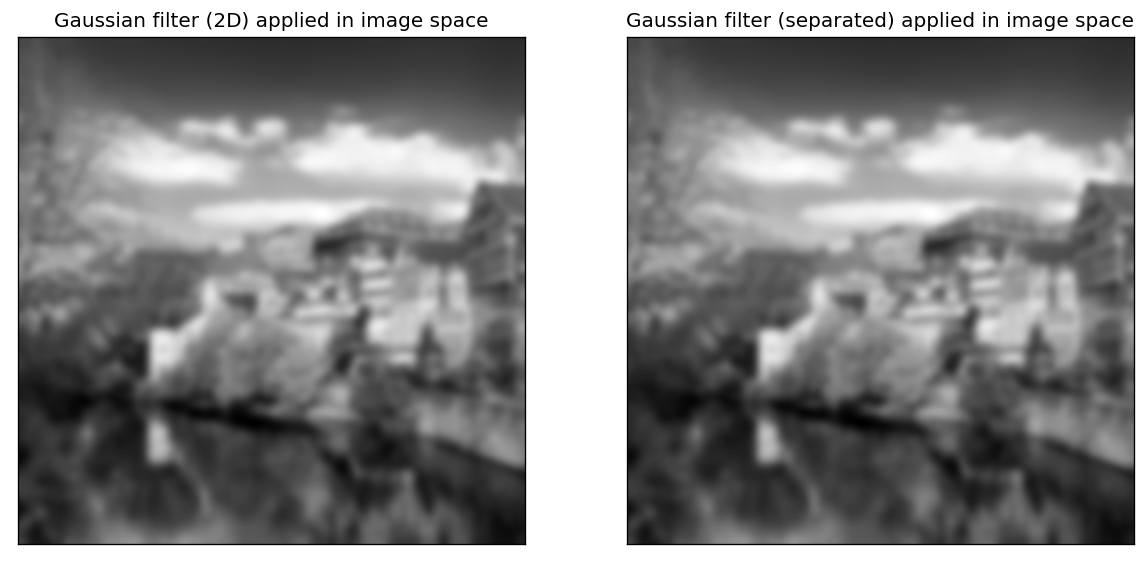 Gaussian filter (2D) applied in image space
Gaussian filter (separated) applied in image space